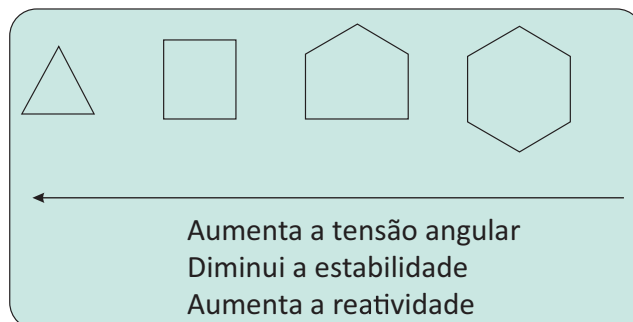 Aumenta a tensão angular
Diminui a estabilidade
Aumenta a reatividade